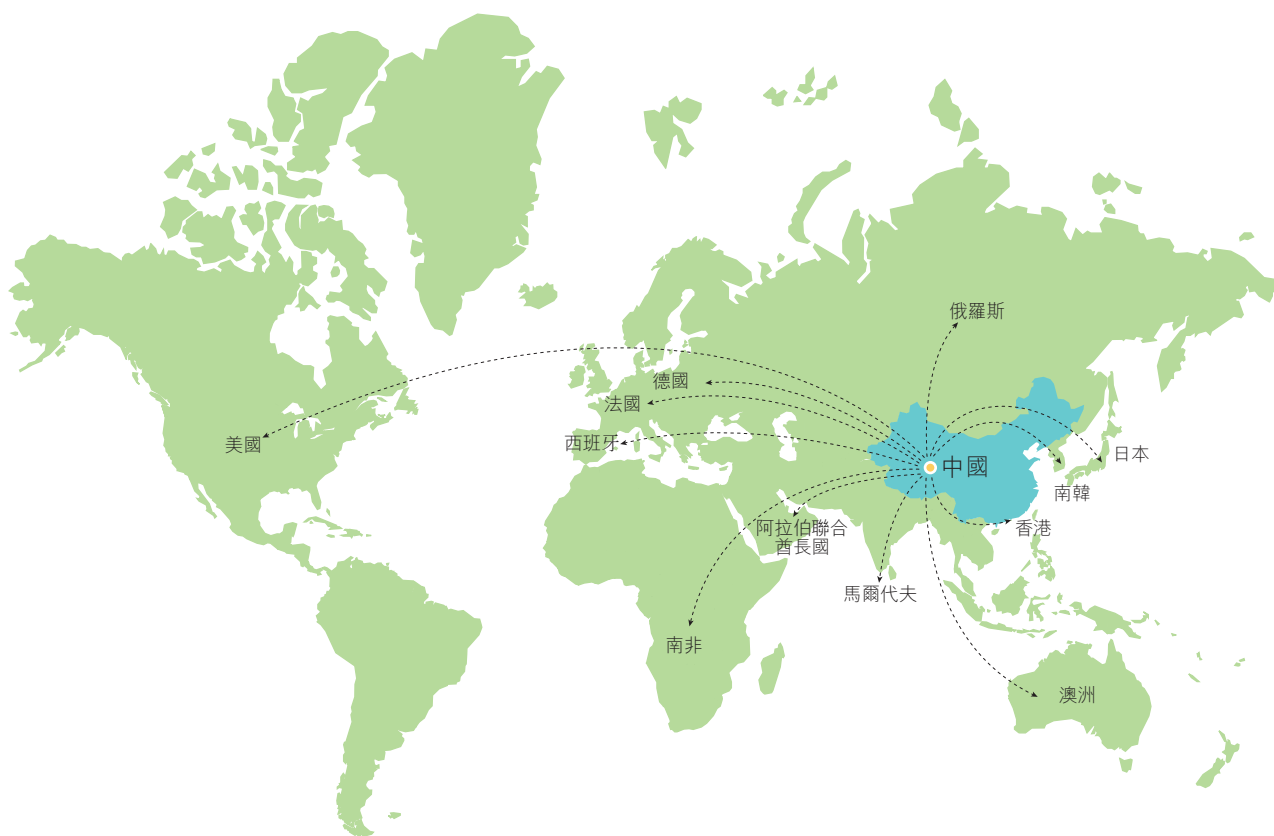 俄羅斯
德國
法國
美國
西班牙
日本
中國
南韓
阿拉伯聯合
酋長國
香港
馬爾代夫
南非
澳洲